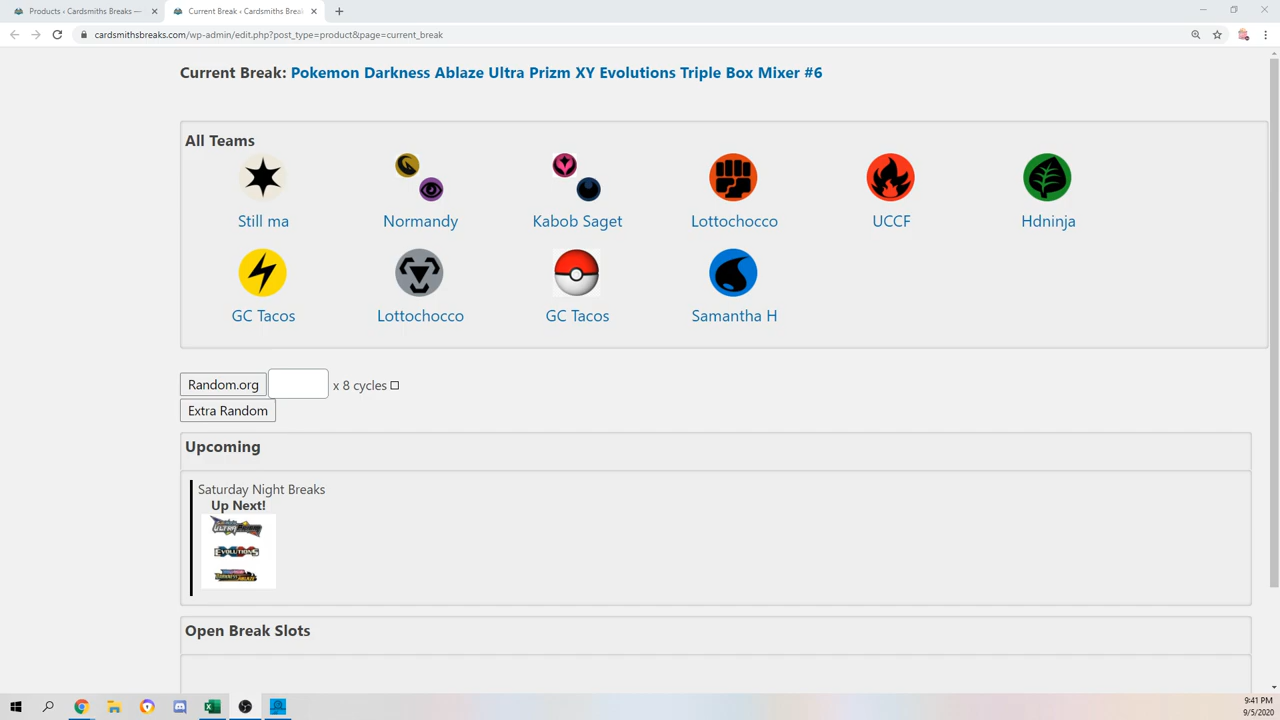 Products ‹ Cardsmiths Breaks —
Current Break ‹ Cardsmiths Brea
cardsmithsbreaks.com/wp-admin/edit.php?post_type=product&page=current_break
Current Break: Pokemon Darkness Ablaze Ultra Prizm XY Evolutions Triple Box Mixer #6
All Teams
Still ma Normandy Kabob Saget Lottochocco UCCF Hdninja
GC Tacos Lottochocco GC Tacos Samantha H
Random.org x 8 cycles
Extra Random
Upcoming
Saturday Night Breaks
Up Next!
EVOLUTIONS
Open Break Slots
9:41 PM
9/5/2020